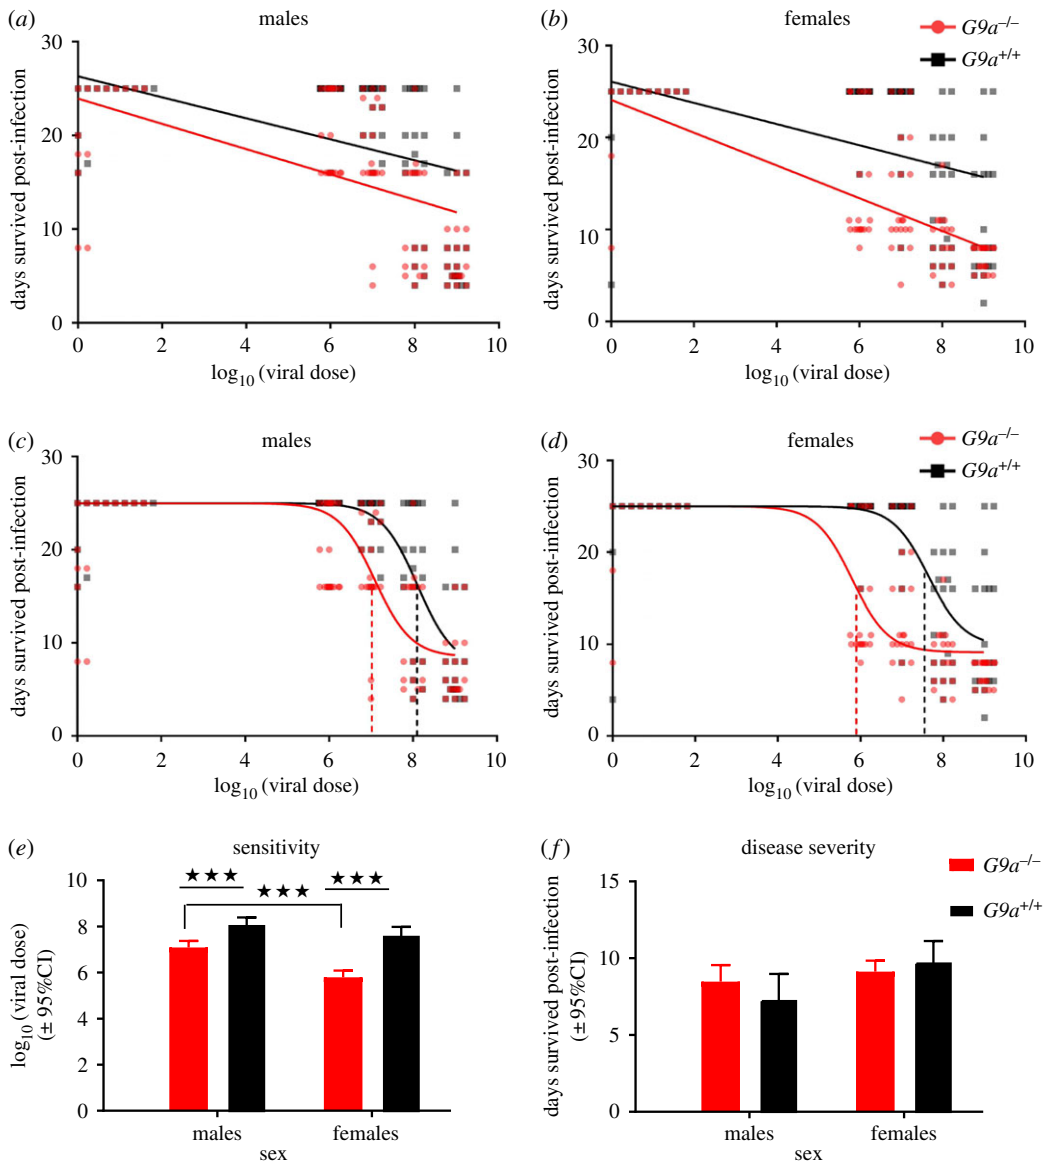 (a) males
30
20
10
0
0 2 4 6 8 10
days survived post-infection
log10 (viral dose)
(b) females
G9a–/–
G9a+/+
30
20
10
0
0 2 4 6 8 10
days survived post-infection
log10 (viral dose)
(c) males
30
20
10
0
0 2 4 6 8 10
days survived post-infection
log10 (viral dose)
(d) females
G9a–/–
G9a+/+
30
20
10
0
0 2 4 6 8 10
days survived post-infection
log10 (viral dose)
(e) sensitivity
★★★ ★★★ ★★★
10
8
6
4
2
0
log10 (viral dose)
(± 95%CI)
males females
sex
(f) disease severity
G9a–/–
G9a+/+
15
10
5
0
days survived post-infection
(± 95%CI)
males females
sex